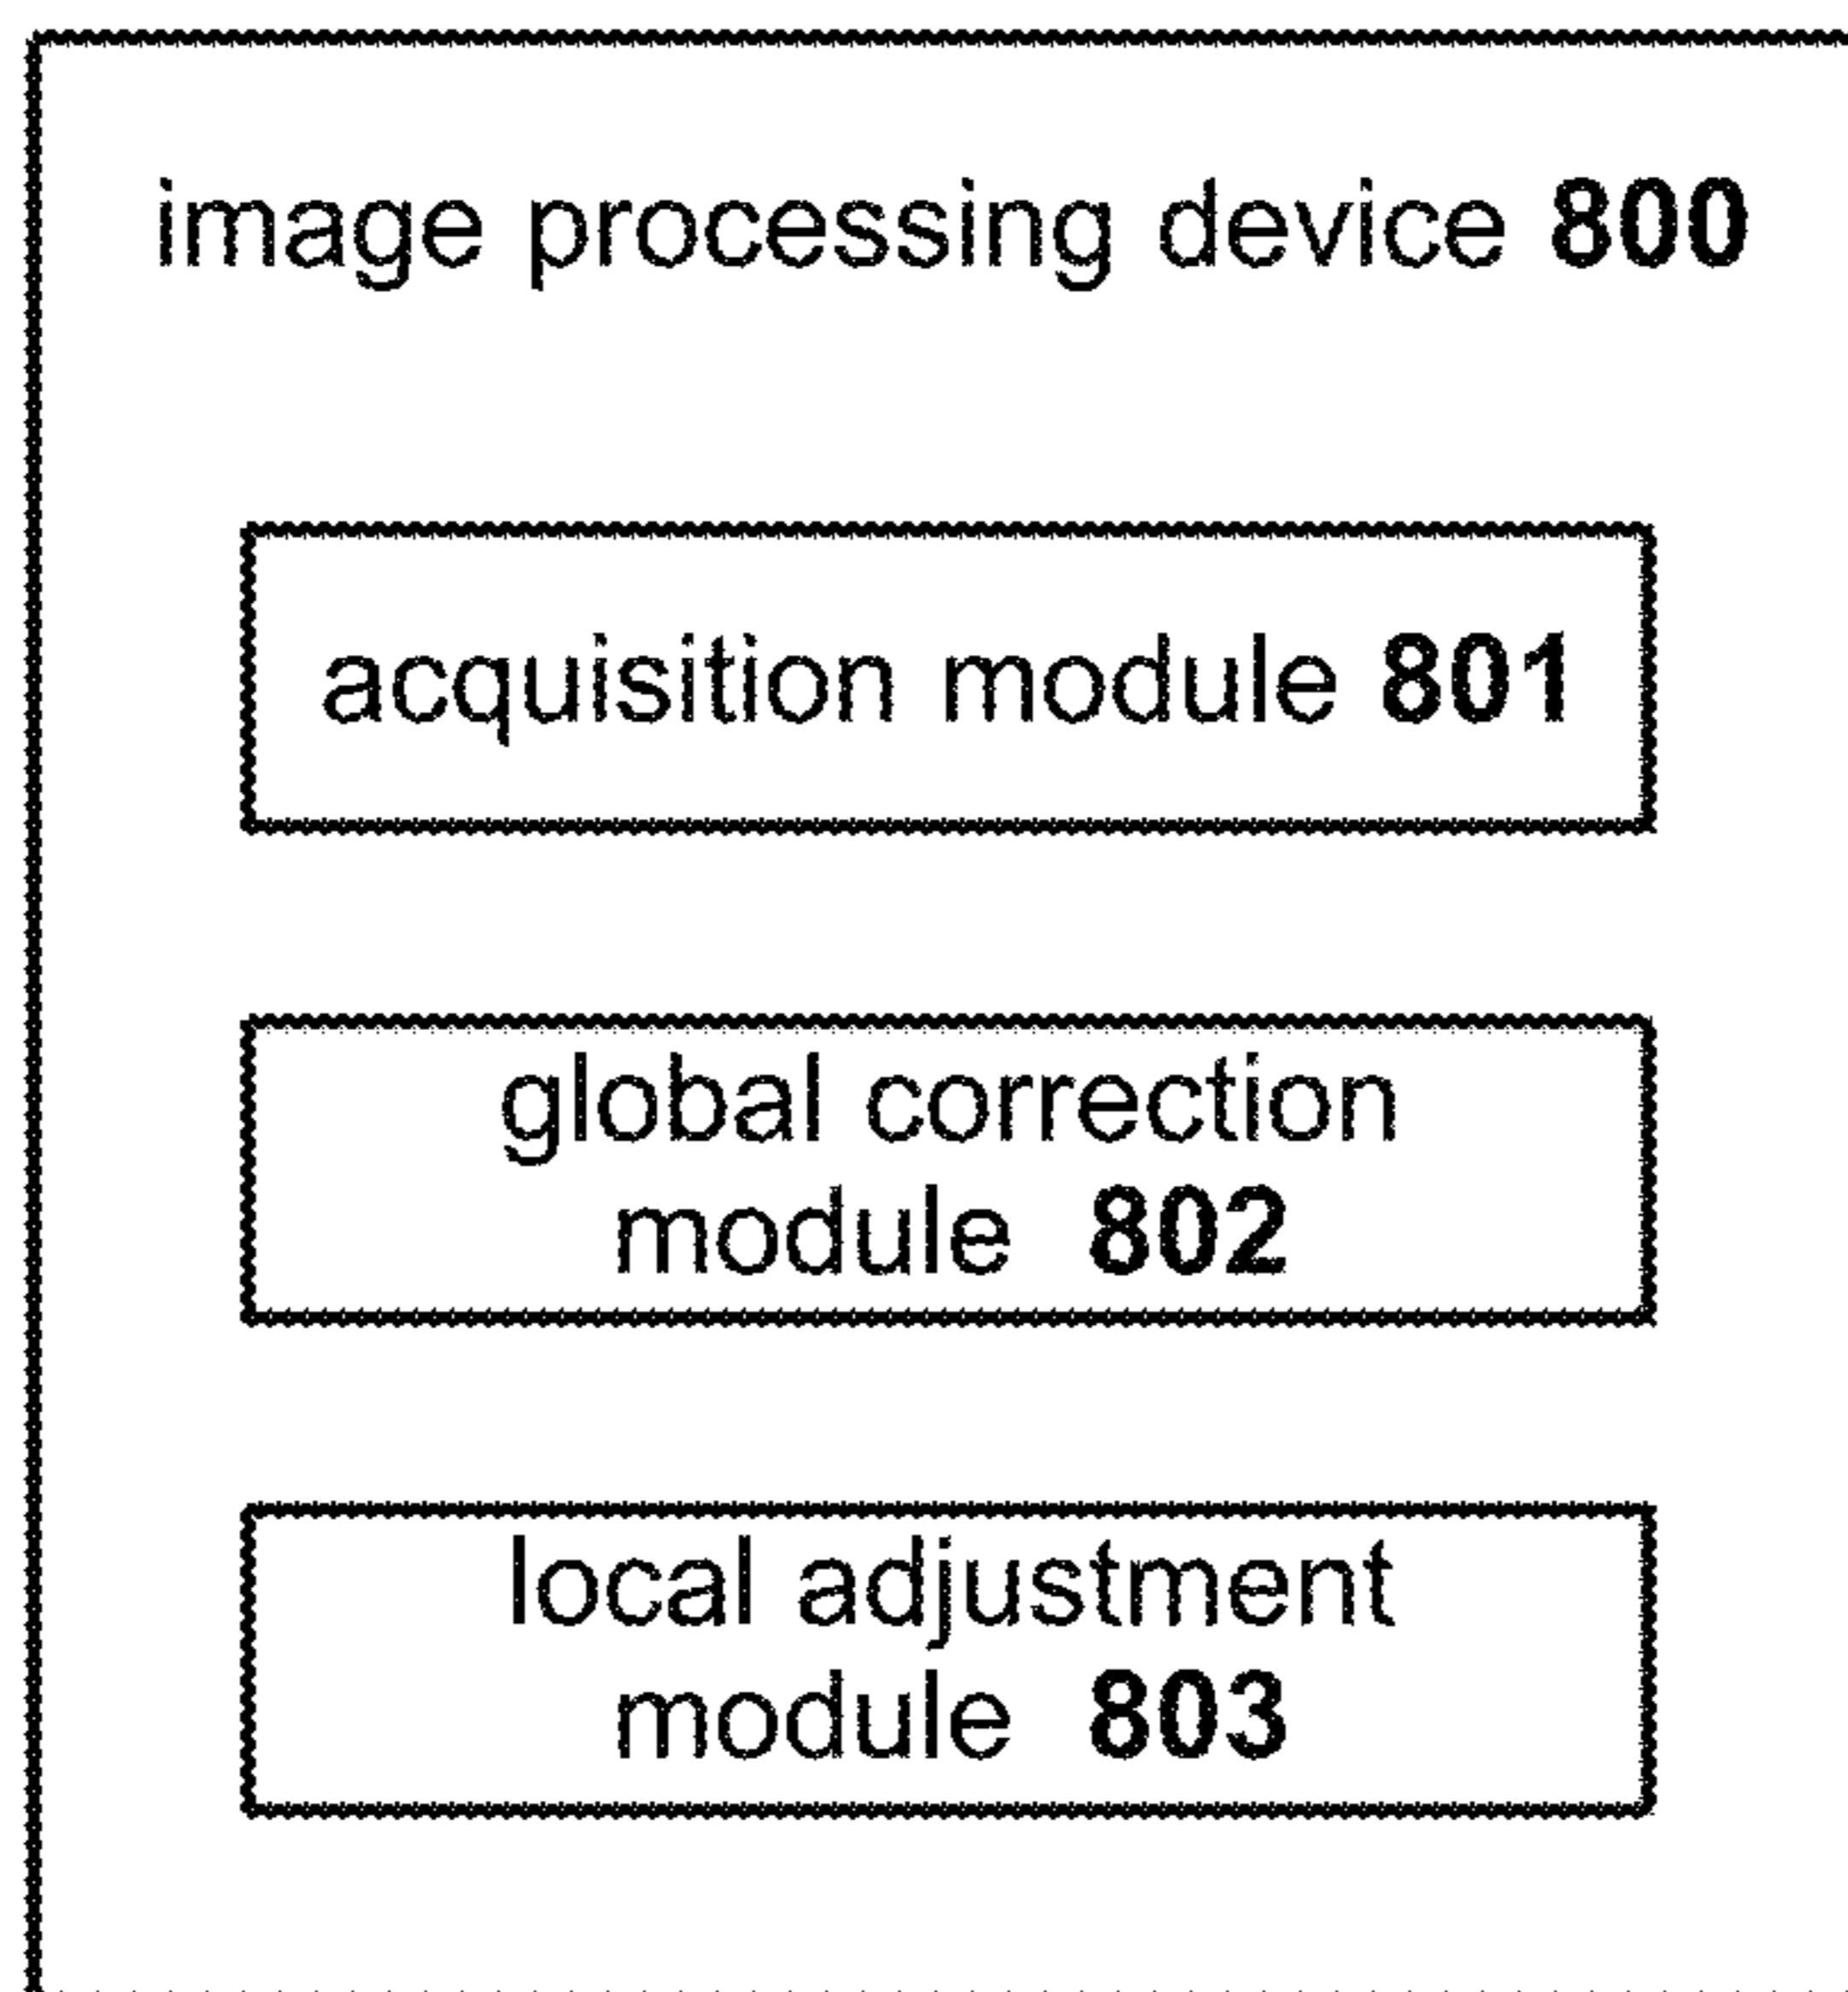 image processing device 800
acquisition module 801
global correction
module 802
local adjustment
module 803